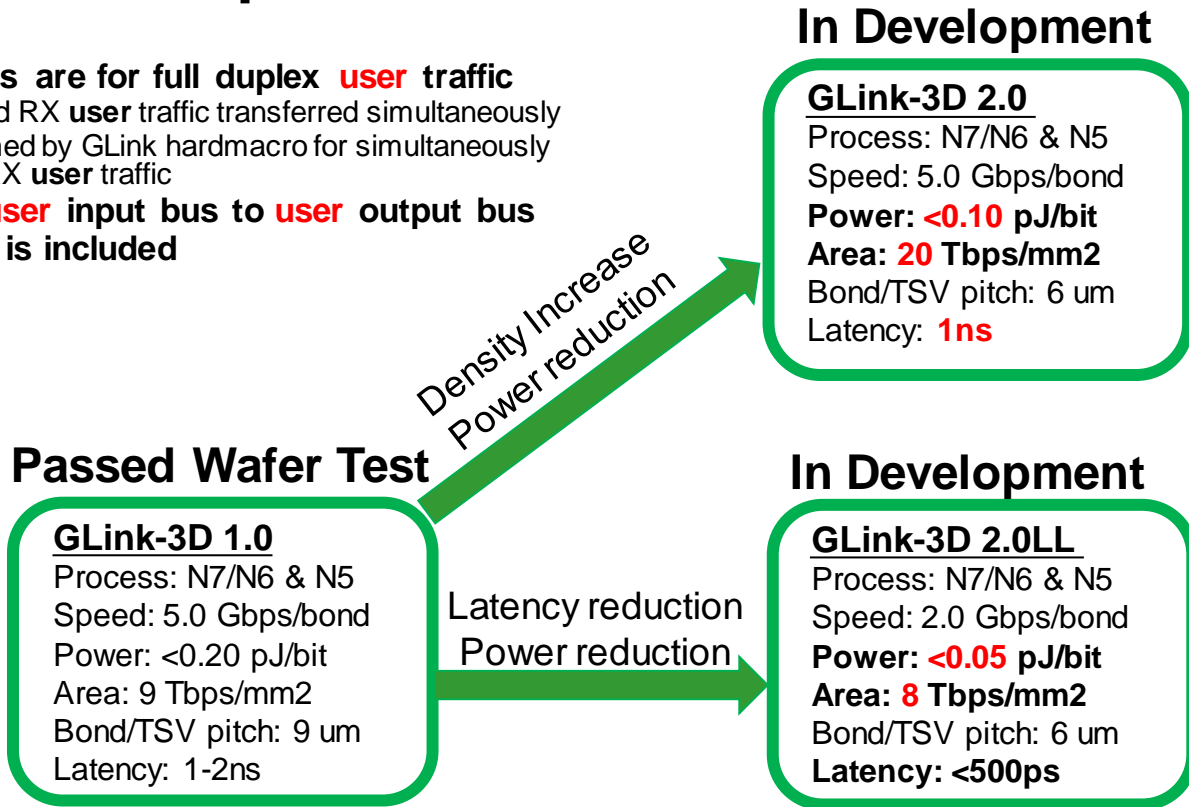 s are for full duplex user traffic
d RX user traffic transferred simultaneously
ned by GLink hardmacro for simultaneously
RX user traffic
user input bus to user output bus
is included
In Development
GLink-3D 2.0
Process: N7/N6 & N5
Speed: 5.0 Gbps/bond
Power: <0.10 pJ/bit
Area: 20 Tbps/mm2
Bond/TSV pitch: 6 um
Latency: 1ns
Density Increase
Power reduction
Passed Wafer Test
GLink-3D 1.0
Process: N7/N6 & N5
Speed: 5.0 Gbps/bond
Power: <0.20 pJ/bit
Area: 9 Tbps/mm2
Bond/TSV pitch: 9 um
Latency: 1-2ns
Latency reduction
Power reduction
In Development
GLink-3D 2.0LL
Process: N7/N6 & N5
Speed: 2.0 Gbps/bond
Power: <0.05 pJ/bit
Area: 8 Tbps/mm2
Bond/TSV pitch: 6 um
Latency: <500ps